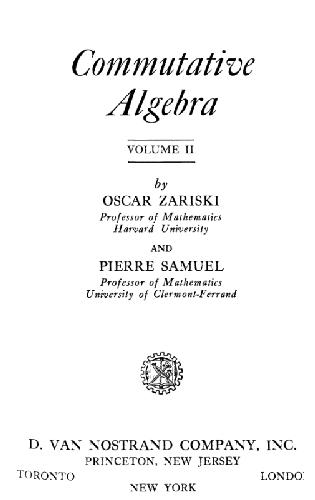 Commutative
Algebra
VOLUME II
by
OSCAR ZARISKI
Professor of Mathematics
Harvard University
AND
PIERRE SAMUEL
Professor of Mathematics
University of Clermont-Ferrand
D. VAN NOSTRAND COMPANY, INC.
PRINCETON, NEW JERSEY
TORONTO LONDO
NEW YORK